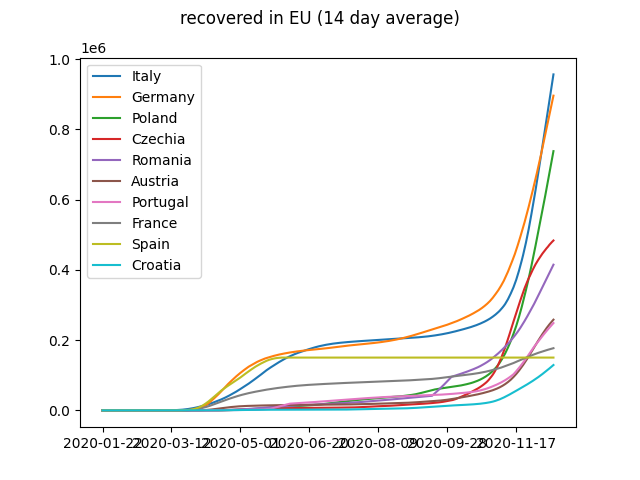 recovered in EU (14 day average)
1e6
1.0
0.8
0.6
0.4
0.2
0.0
Italy
Germany
Poland
Czechia
Romania
Austria
Portugal
France
Spain
Croatia
2020-01-22 2020-03-12 2020-05-01 2020-06-20 2020-08-09 2020-09-28 2020-11-17